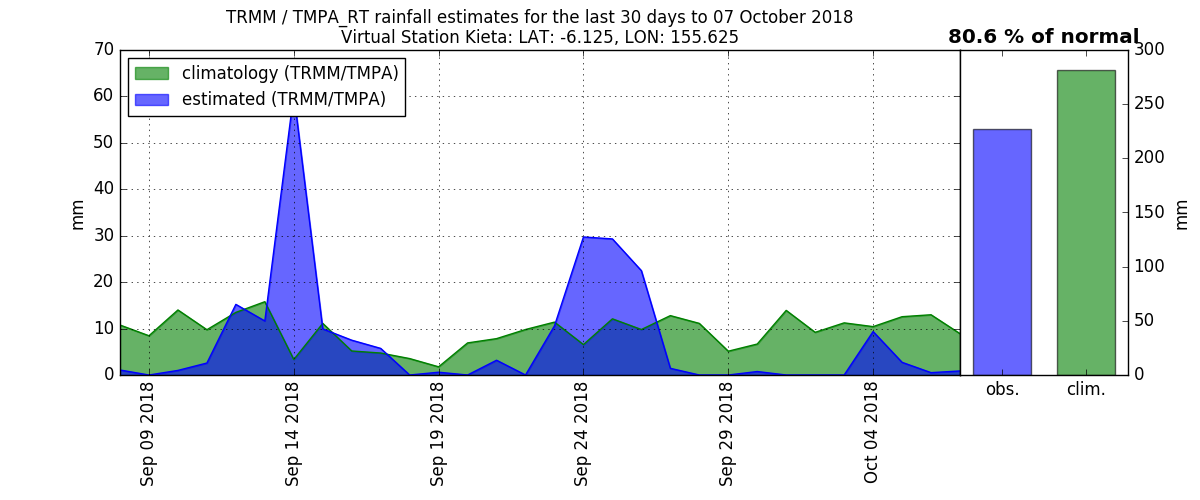 TRMM / TMPA_RT rainfall estimates for the last 30 days to 07 October 2018
Virtual Station Kieta: LAT: -6.125, LON: 155.625
80.6 % of normal
climatology (TRMM/TMPA)
estimated (TRMM/TMPA)
70
60
50
40
30
20
10
0
mm
300
250
200
150
100
50
0
mm
Sep 09 2018
Sep 14 2018
Sep 19 2018
Sep 24 2018
Sep 29 2018
Oct 04 2018
obs.
clim.